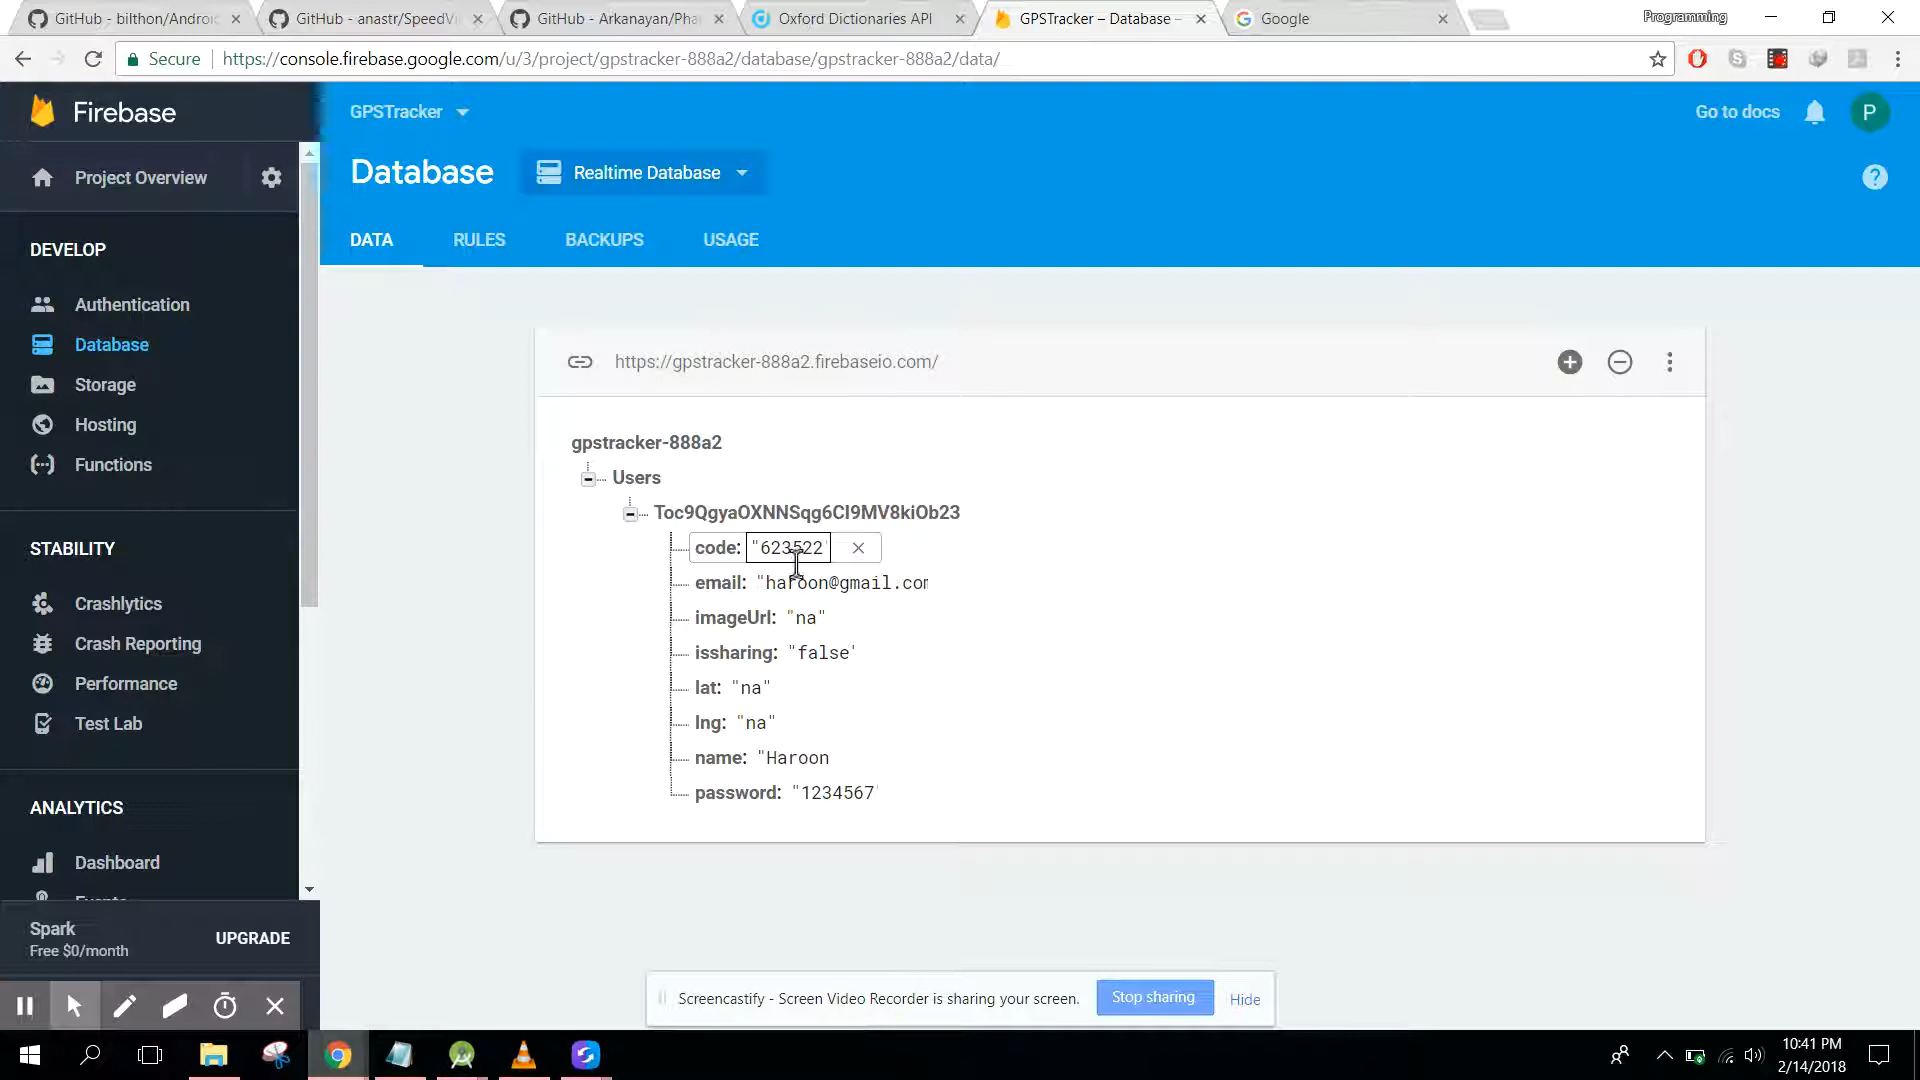 GitHub - bilthon/Androi
GitHub - anastr/SpeedVi
GitHub - Arkanayan/Pha
Oxford Dictionaries API
GPSTracker – Database –
Google
Programming
Secure
https://console.firebase.google.com/u/3/project/gpstracker-888a2/database/gpstracker-888a2/data/
Firebase
GPSTracker
Go to docs
P
Project Overview
Database
Realtime Database
?
DATA
RULES
BACKUPS
USAGE
DEVELOP
Authentication
Database
Storage
Hosting
Functions
STABILITY
Crashlytics
Crash Reporting
Performance
Test Lab
ANALYTICS
Dashboard
Spark
Free $0/month
UPGRADE
https://gpstracker-888a2.firebaseio.com/
gpstracker-888a2
Users
Toc9QgyaOXNNSqg6CI9MV8kiOb23
code: "623522"
email: "haroon@gmail.com
imageUrl: "na"
issharing: "false"
lat: "na"
lng: "na"
name: "Haroon
password: "1234567"
Screencastify - Screen Video Recorder is sharing your screen.
Stop sharing
Hide
10:41 PM
2/14/2018